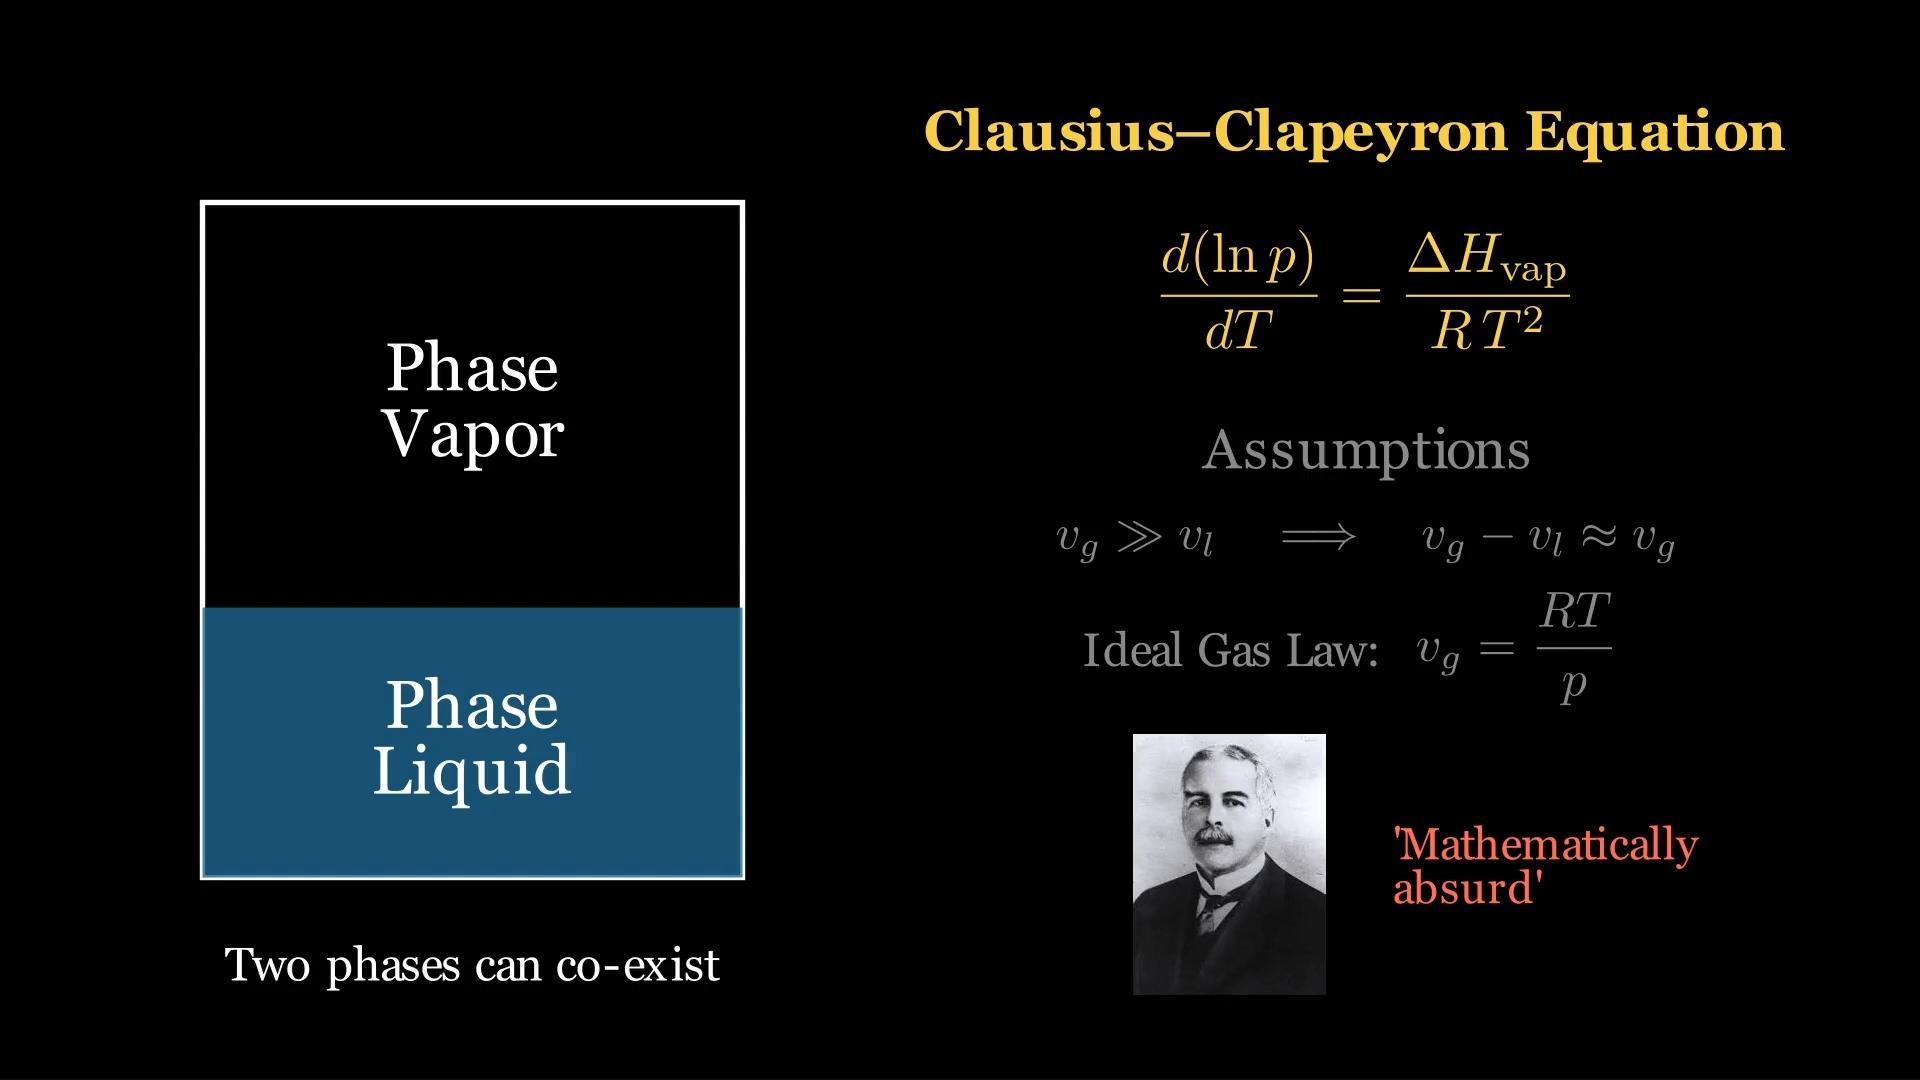 Clausius–Clapeyron Equation
d(ln p)/dT = ΔH_vap/(R T²)
Phase
Vapor
Assumptions
v_g ≫ v_l ⟹ v_g − v_l ≈ v_g
Ideal Gas Law: v_g = RT/p
Phase
Liquid
'Mathematically
absurd'
Two phases can co-exist